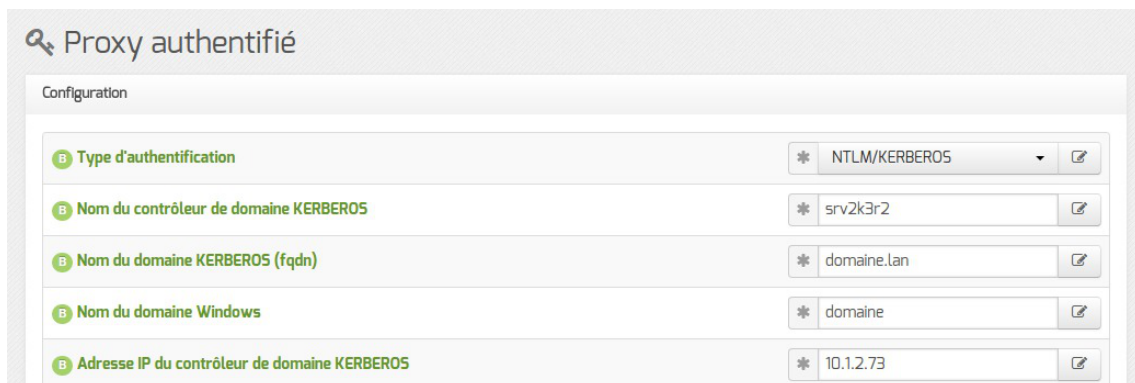 Proxy authentifié
Configuration
B Type d'authentification * NTLM/KERBEROS
B Nom du contrôleur de domaine KERBEROS * srv2k3r2
B Nom du domaine KERBEROS (fqdn) * domaine.lan
B Nom du domaine Windows * domaine
B Adresse IP du contrôleur de domaine KERBEROS * 10.1.2.73